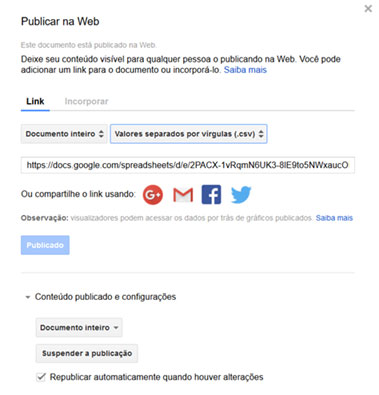 Publicar na Web
Este documento está publicado na Web.
Deixe seu conteúdo visível para qualquer pessoa o publicando na Web. Você pode
adicionar um link para o documento ou incorporá-lo. Saiba mais
Link Incorporar
Documento inteiro Valores separados por vírgulas (.csv)
https://docs.google.com/spreadsheets/d/e/2PACX-1vRqmN6UK3-8lE9to5NWxaucO
Ou compartilhe o link usando: G+ M f
Observação: visualizadores podem acessar os dados por trás de gráficos publicados. Saiba mais
Publicado
Conteúdo publicado e configurações
Documento inteiro
Suspender a publicação
Republicar automaticamente quando houver alterações